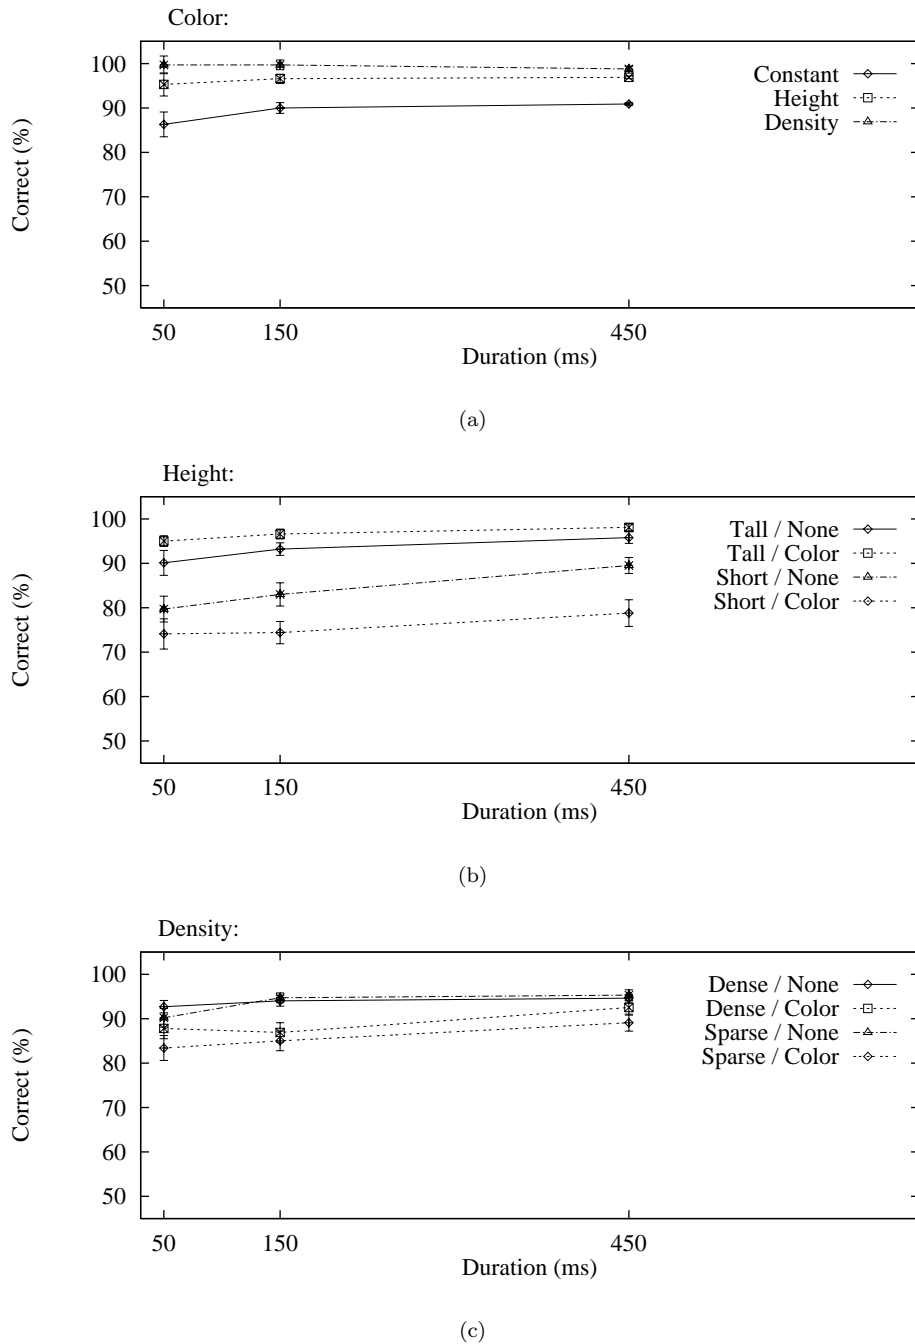 Color:
100
90
80
70
60
50
Correct (%)
Constant
Height
Density
50 150 450
Duration (ms)
(a)
Height:
100
90
80
70
60
50
Correct (%)
Tall / None
Tall / Color
Short / None
Short / Color
50 150 450
Duration (ms)
(b)
Density:
100
90
80
70
60
50
Correct (%)
Dense / None
Dense / Color
Sparse / None
Sparse / Color
50 150 450
Duration (ms)
(c)